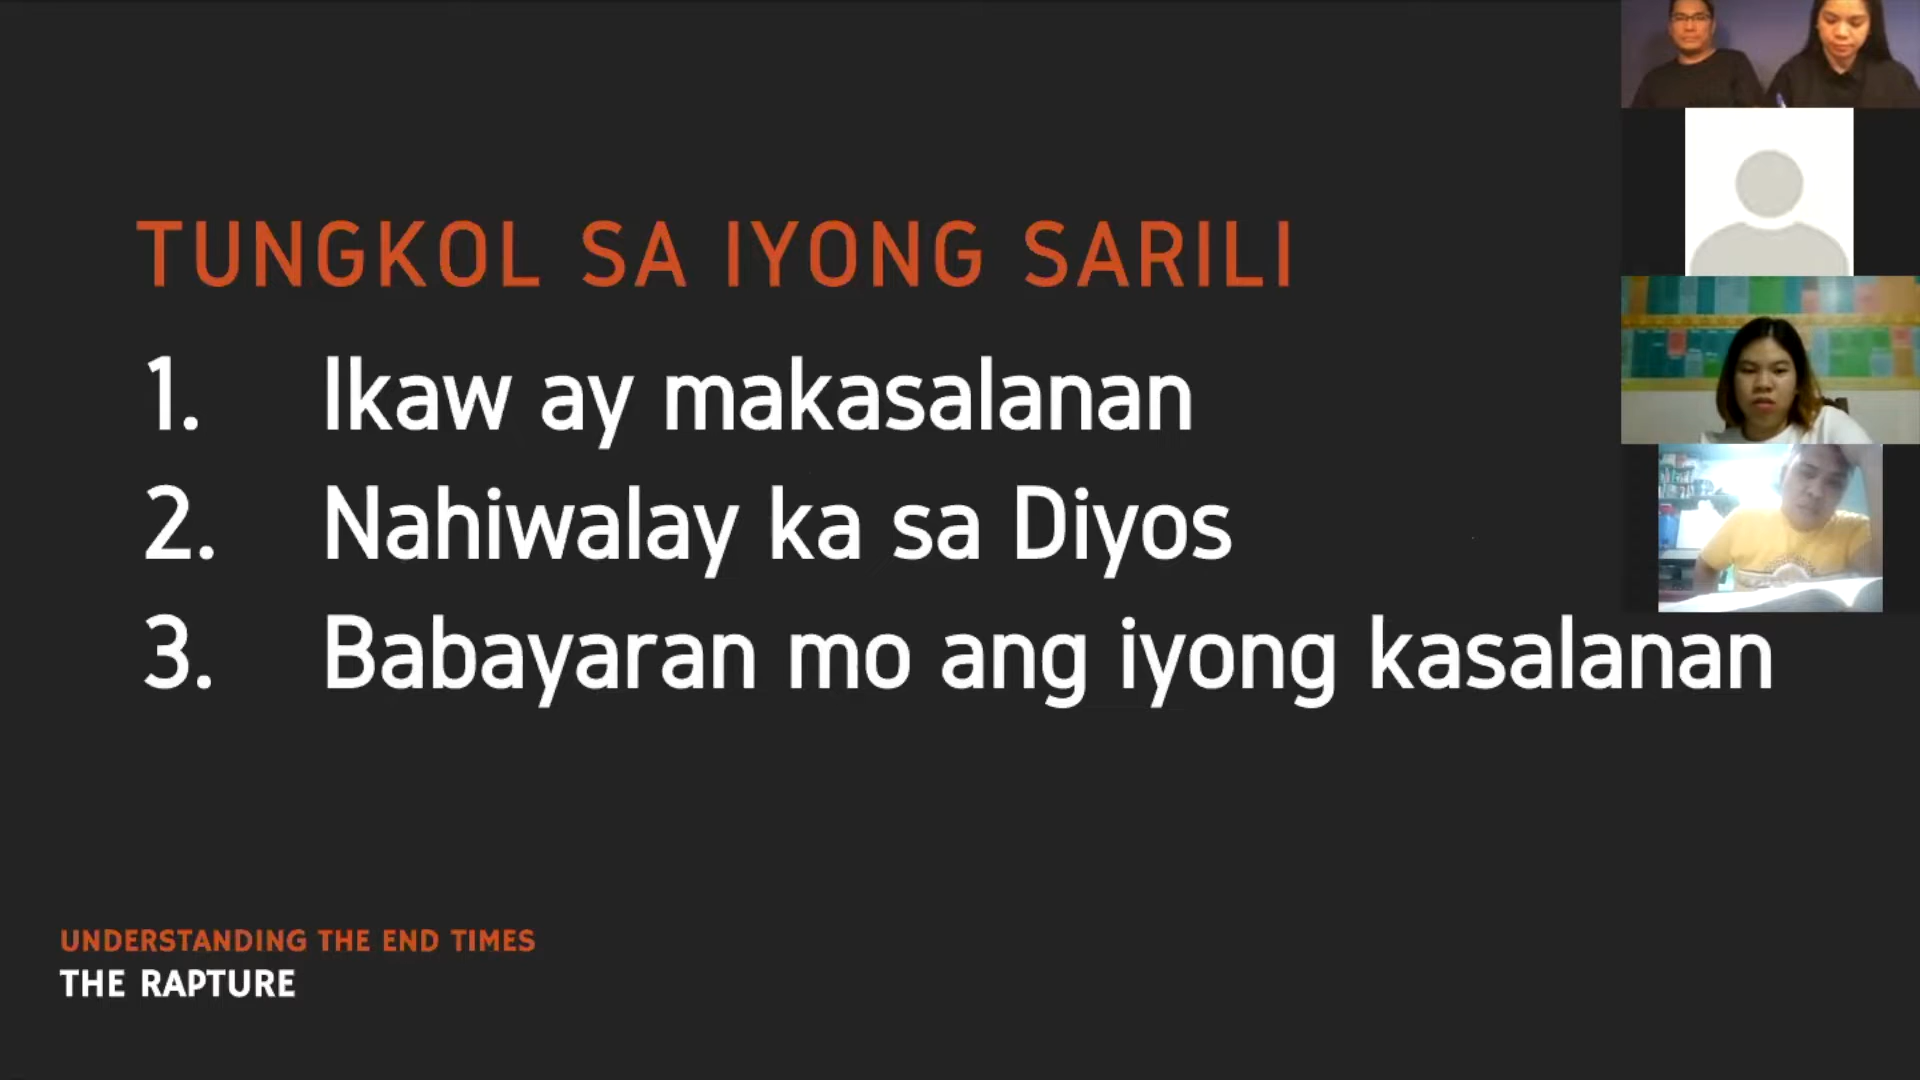 TUNGKOL SA IYONG SARILI
1. Ikaw ay makasalanan
2. Nahiwalay ka sa Diyos
3. Babayaran mo ang iyong kasalanan
UNDERSTANDING THE END TIMES
THE RAPTURE